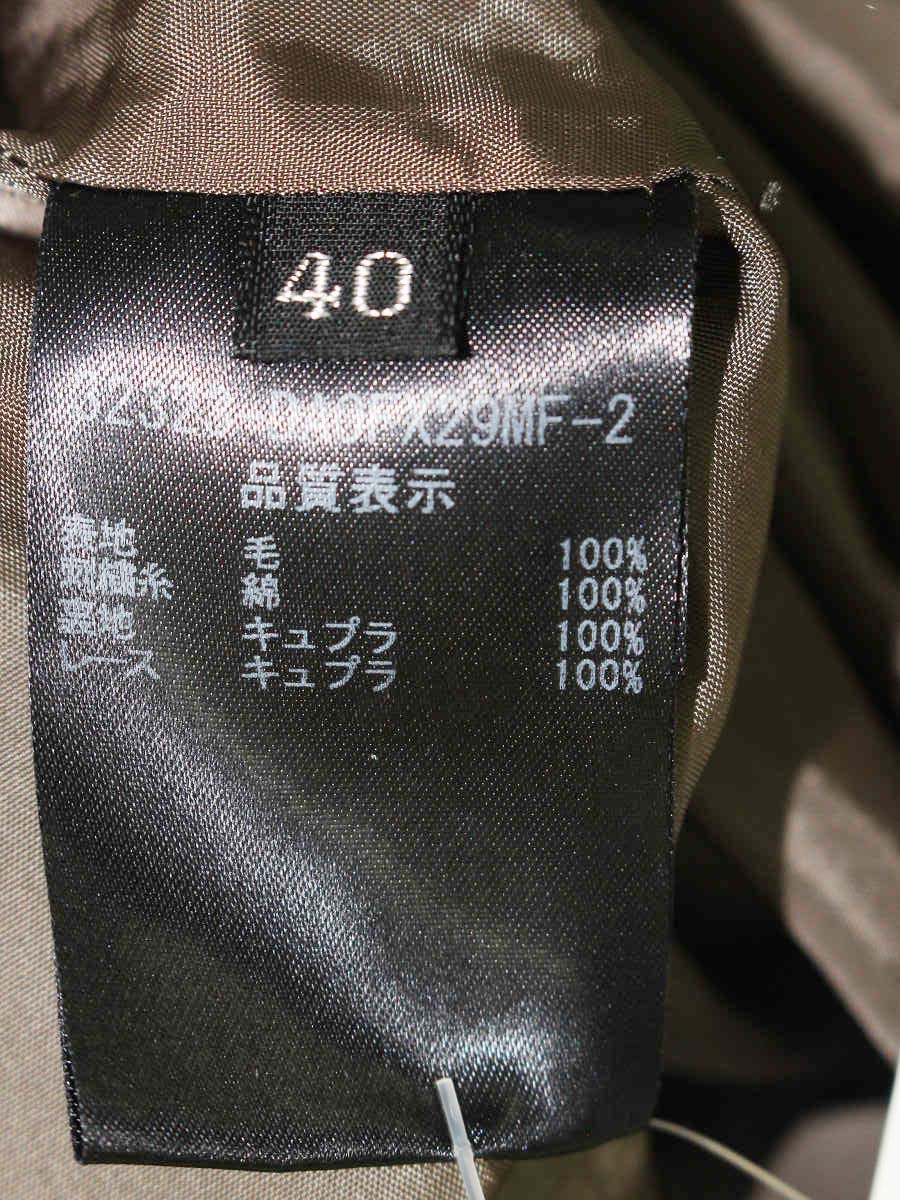 40
品質表示
表地 毛 100%
刺繍糸 綿 100%
裏地 キュプラ 100%
レース キュプラ 100%